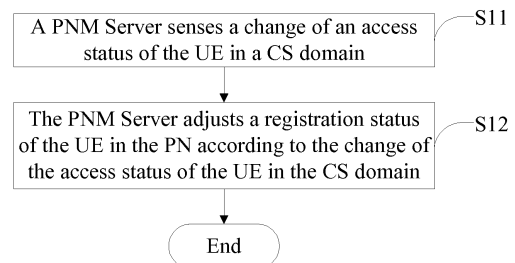 A PNM Server senses a change of an access
status of the UE in a CS domain
S11
The PNM Server adjusts a registration status
of the UE in the PN according to the change of
the access status of the UE in the CS domain
S12
End